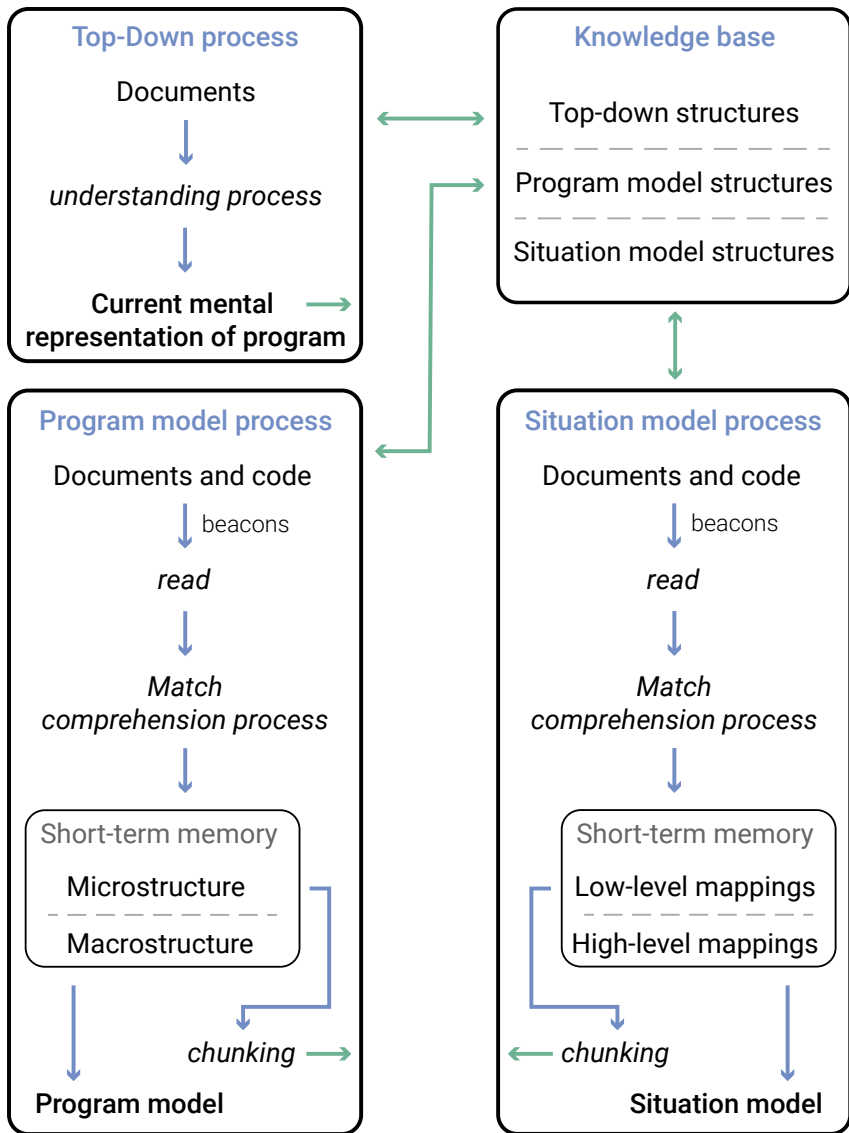 Top-Down process
Documents
understanding process
Current mental
representation of program
Knowledge base
Top-down structures
Program model structures
Situation model structures
Program model process
Documents and code
beacons
read
Match
comprehension process
Short-term memory
Microstructure
Macrostructure
chunking
Program model
Situation model process
Documents and code
beacons
read
Match
comprehension process
Short-term memory
Low-level mappings
High-level mappings
chunking
Situation model